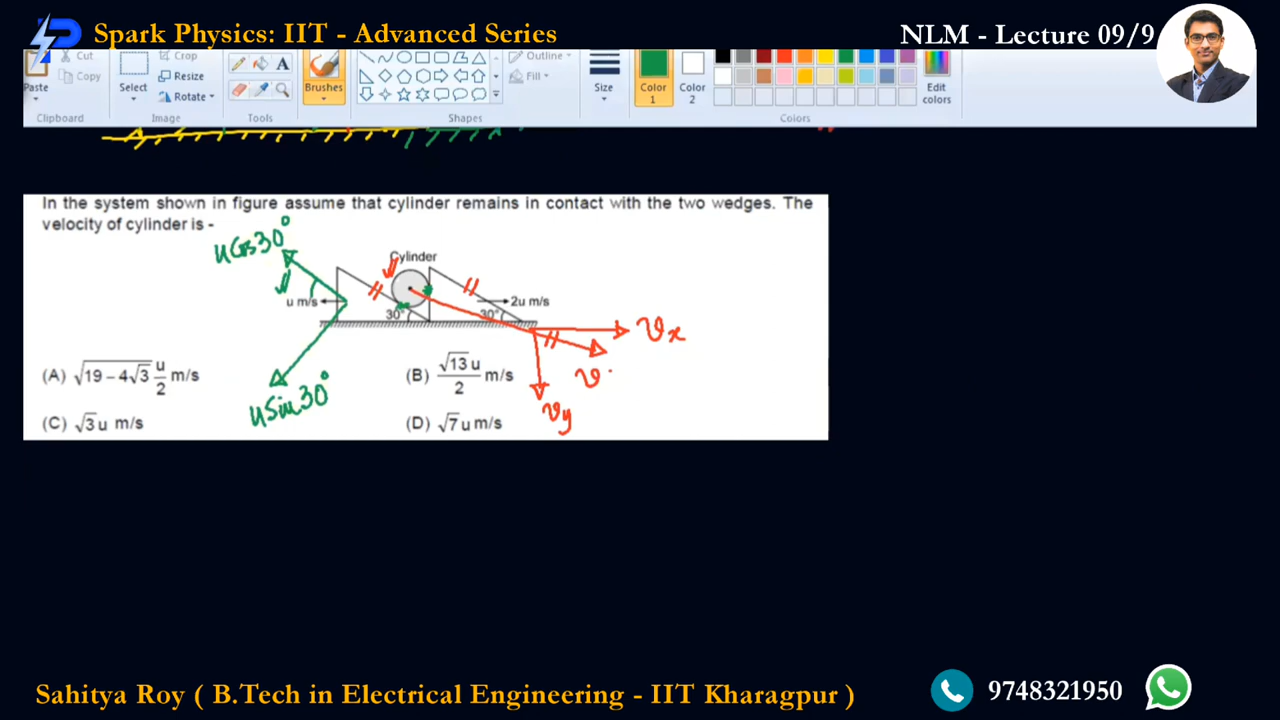 Spark Physics: IIT - Advanced Series
NLM - Lecture 09/9
Paste
Cut
Copy
Clipboard
Select
Crop
Resize
Rotate
Image
A
Tools
Brushes
Shapes
Outline
Fill
Size
Color
1
Color
2
Edit
colors
Colors
In the system shown in figure assume that cylinder remains in contact with the two wedges. The
velocity of cylinder is -
u Cos 30°
Cylinder
u m/s
2u m/s
30°
30°
vx
v
vy
u Sin 30°
(A) √19 – 4√3 u/2 m/s
(B) √13 u/2 m/s
(C) √3 u m/s
(D) √7 u m/s
Sahitya Roy ( B.Tech in Electrical Engineering - IIT Kharagpur )
9748321950